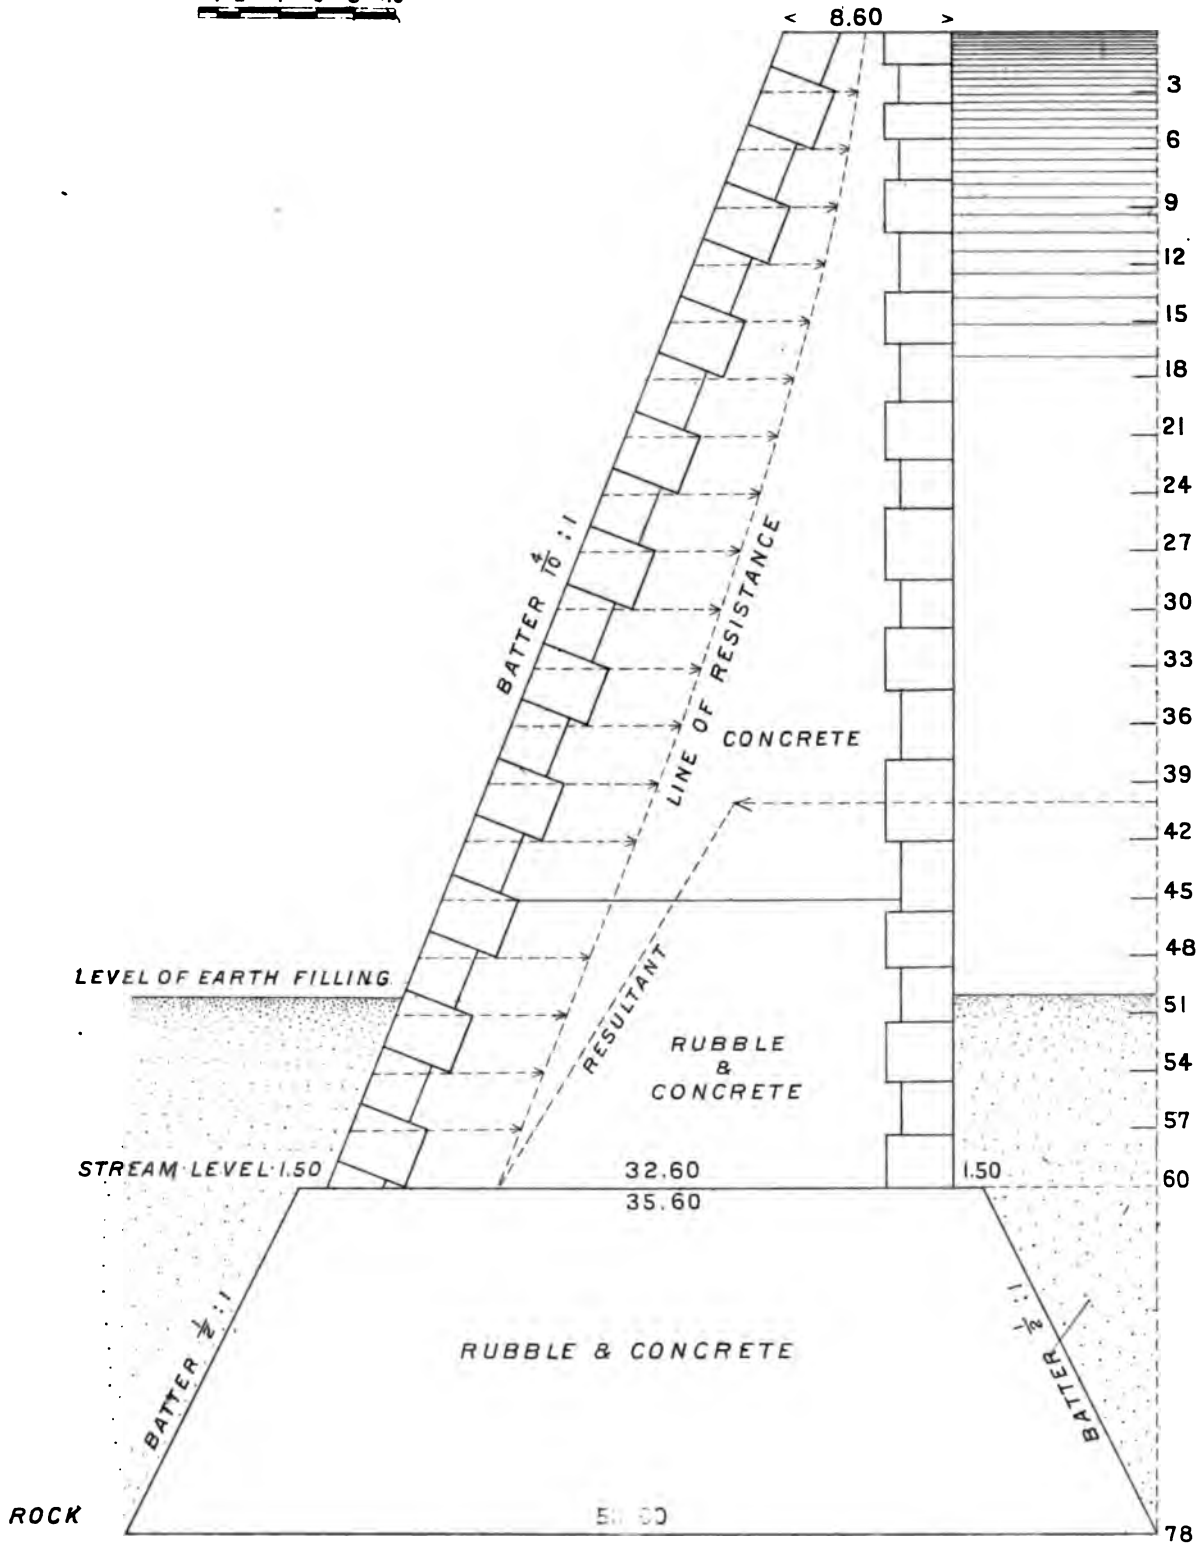 8.60
3
6
9
12
15
18
21
24
27
30
33
36
39
42
45
48
51
54
57
60
78
BATTER 4/10 : 1
LINE OF RESISTANCE
CONCRETE
RESULTANT
LEVEL OF EARTH FILLING
RUBBLE
&
CONCRETE
STREAM LEVEL 1.50
32.60
1.50
35.60
BATTER 1/2 : 1
BATTER 1/2 : 1
RUBBLE & CONCRETE
ROCK